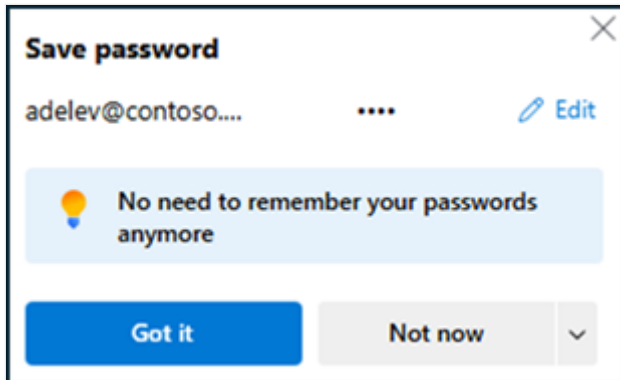 Save password
adelev@contoso.... •••• Edit
No need to remember your passwords
anymore
Got it Not now